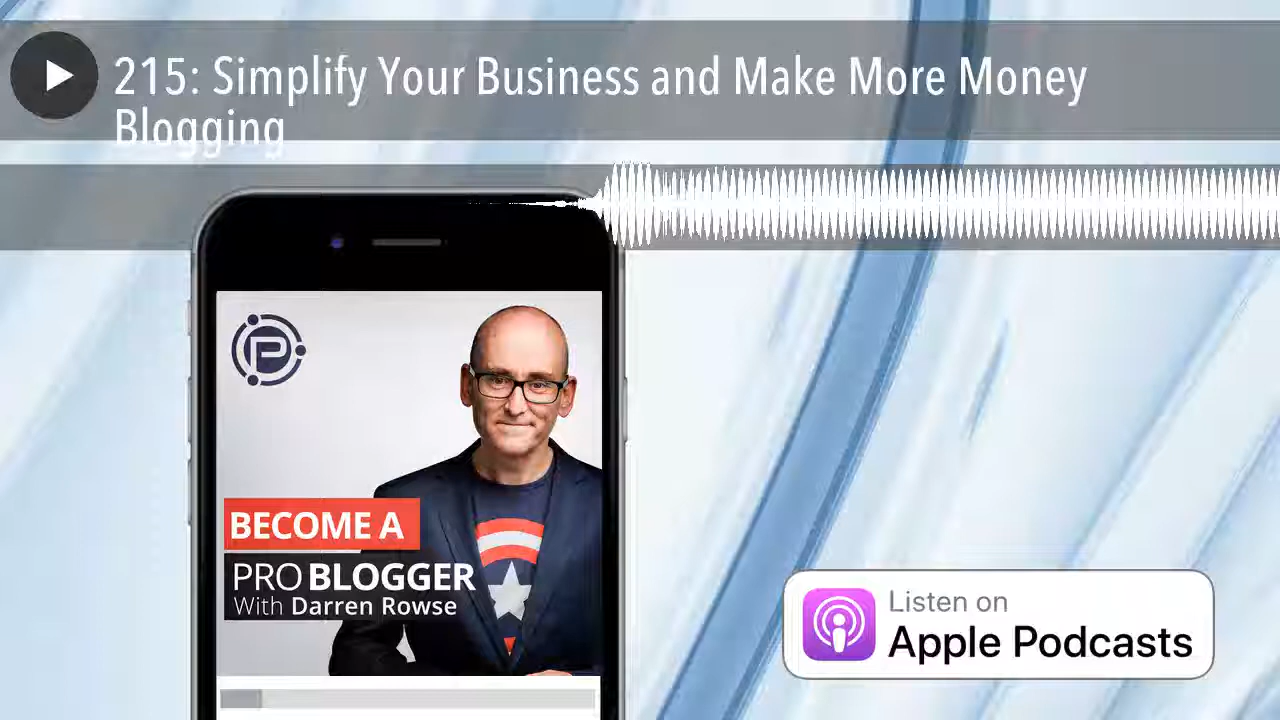 215: Simplify Your Business and Make More Money
Blogging
P
BECOME A
PRO BLOGGER
With Darren Rowse
Listen on
Apple Podcasts